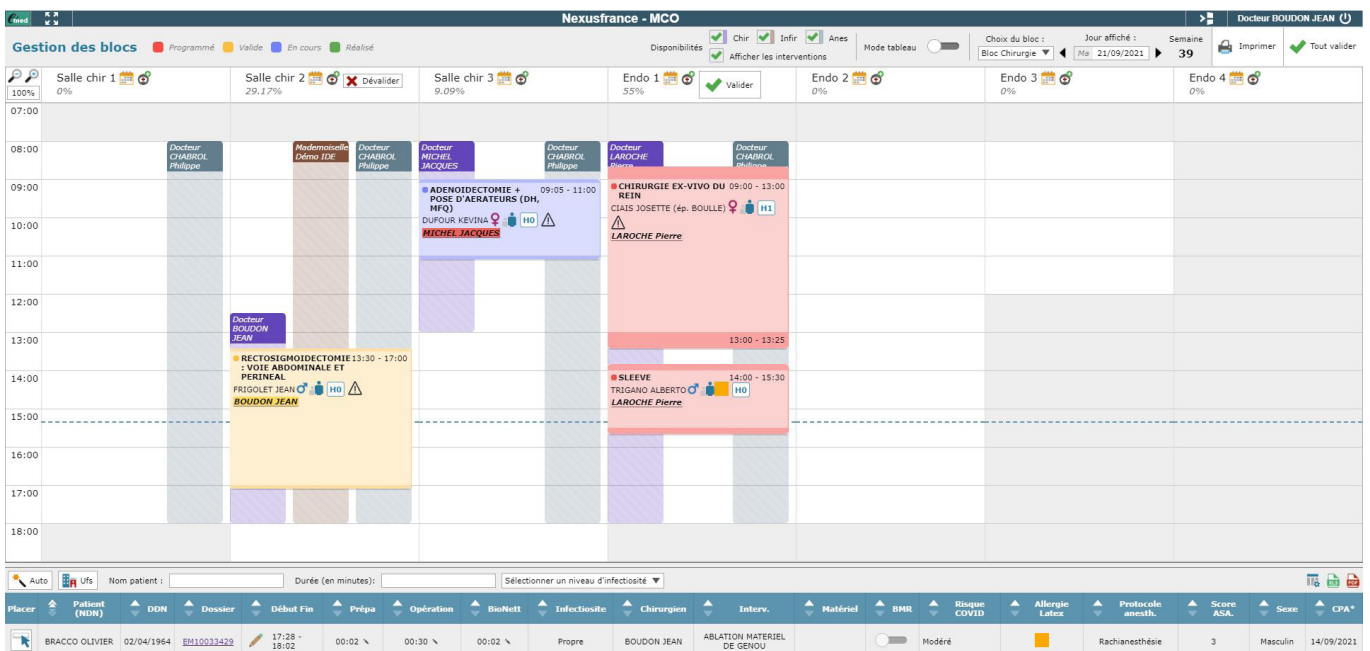 Emed
Nexusfrance - MCO
Docteur BOUDON JEAN
Gestion des blocs
Programmé
Valide
En cours
Réalisé
Disponibilités
Chir
Infir
Anes
Afficher les interventions
Mode tableau
Choix du bloc :
Bloc Chirurgie
Jour affiché :
Ma 21/09/2021
Semaine
39
Imprimer
Tout valider
100%
Salle chir 1
0%
Salle chir 2
29.17%
Dévalider
Salle chir 3
9.09%
Endo 1
55%
Valider
Endo 2
0%
Endo 3
0%
Endo 4
0%
07:00
08:00
09:00
10:00
11:00
12:00
13:00
14:00
15:00
16:00
17:00
18:00
Docteur
CHABROL
Philippe
Mademoiselle
Démo IDE
Docteur
CHABROL
Philippe
Docteur
BOUDON
JEAN
RECTOSIGMOIDECTOMIE 13:30 - 17:00
: VOIE ABDOMINALE ET
PERINEAL
FRIGOLET JEAN H0
BOUDON JEAN
Docteur
MICHEL
JACQUES
Docteur
CHABROL
Philippe
ADENOIDECTOMIE + 09:05 - 11:00
POSE D'AERATEURS (DH,
MFQ)
DUFOUR KEVINA H0
MICHEL JACQUES
Docteur
LAROCHE
Pierre
Docteur
CHABROL
Philippe
CHIRURGIE EX-VIVO DU 09:00 - 13:00
REIN
CIAIS JOSETTE (ép. BOULLE) H1
LAROCHE Pierre
13:00 - 13:25
SLEEVE 14:00 - 15:30
TRIGANO ALBERTO H0
LAROCHE Pierre
Auto
Ufs
Nom patient :
Durée (en minutes):
Sélectionner un niveau d'infectiosité
Placer
Patient
(NDN)
DDN
Dossier
Début Fin
Prépa
Opération
BioNett
Infectiosite
Chirurgien
Interv.
Matériel
BMR
Risque
COVID
Allergie
Latex
Protocole
anesth.
Score
ASA.
Sexe
CPA*
BRACCO OLIVIER
02/04/1964
EM10033429
17:28 -
18:02
00:02
00:30
00:02
Propre
BOUDON JEAN
ABLATION MATERIEL
DE GENOU
Modéré
Rachianesthésie
3
Masculin
14/09/2021